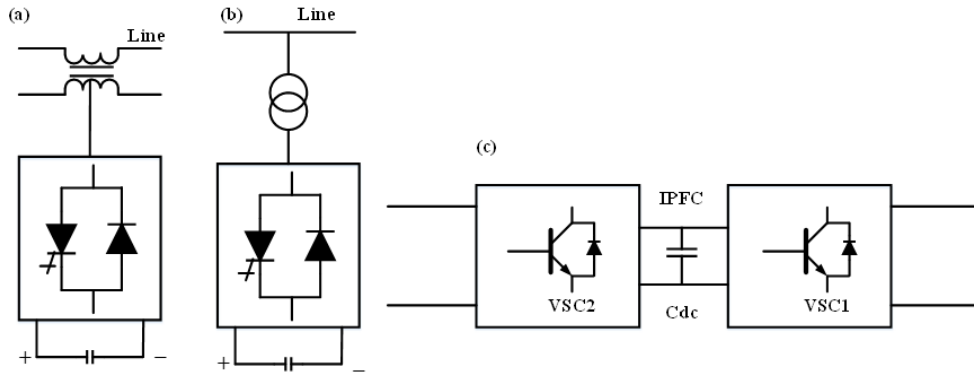 (a)
Line
+
−
(b)
Line
+
−
(c)
IPFC
VSC2
Cdc
VSC1